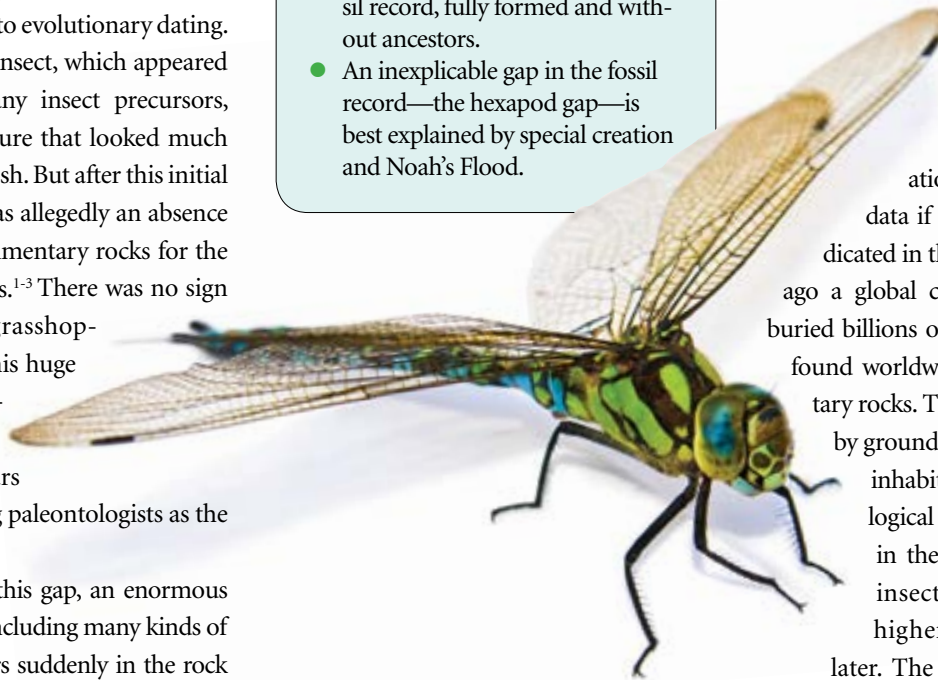 to evolutionary dating.
nsect, which appeared
ny insect precursors,
ure that looked much
sh. But after this initial
as allegedly an absence
imentary rocks for the
s.1-3 There was no sign
grasshop-
is huge
-
rs
g paleontologists as the
this gap, an enormous
ncluding many kinds of
rs suddenly in the rock
sil record, fully formed and with-
out ancestors.
● An inexplicable gap in the fossil
record—the hexapod gap—is
best explained by special creation
and Noah's Flood.
atio
data if
dicated in th
ago a global c
buried billions o
found worldw
tary rocks. T
by ground
inhabit
logical
in the
insect
higher
later. The